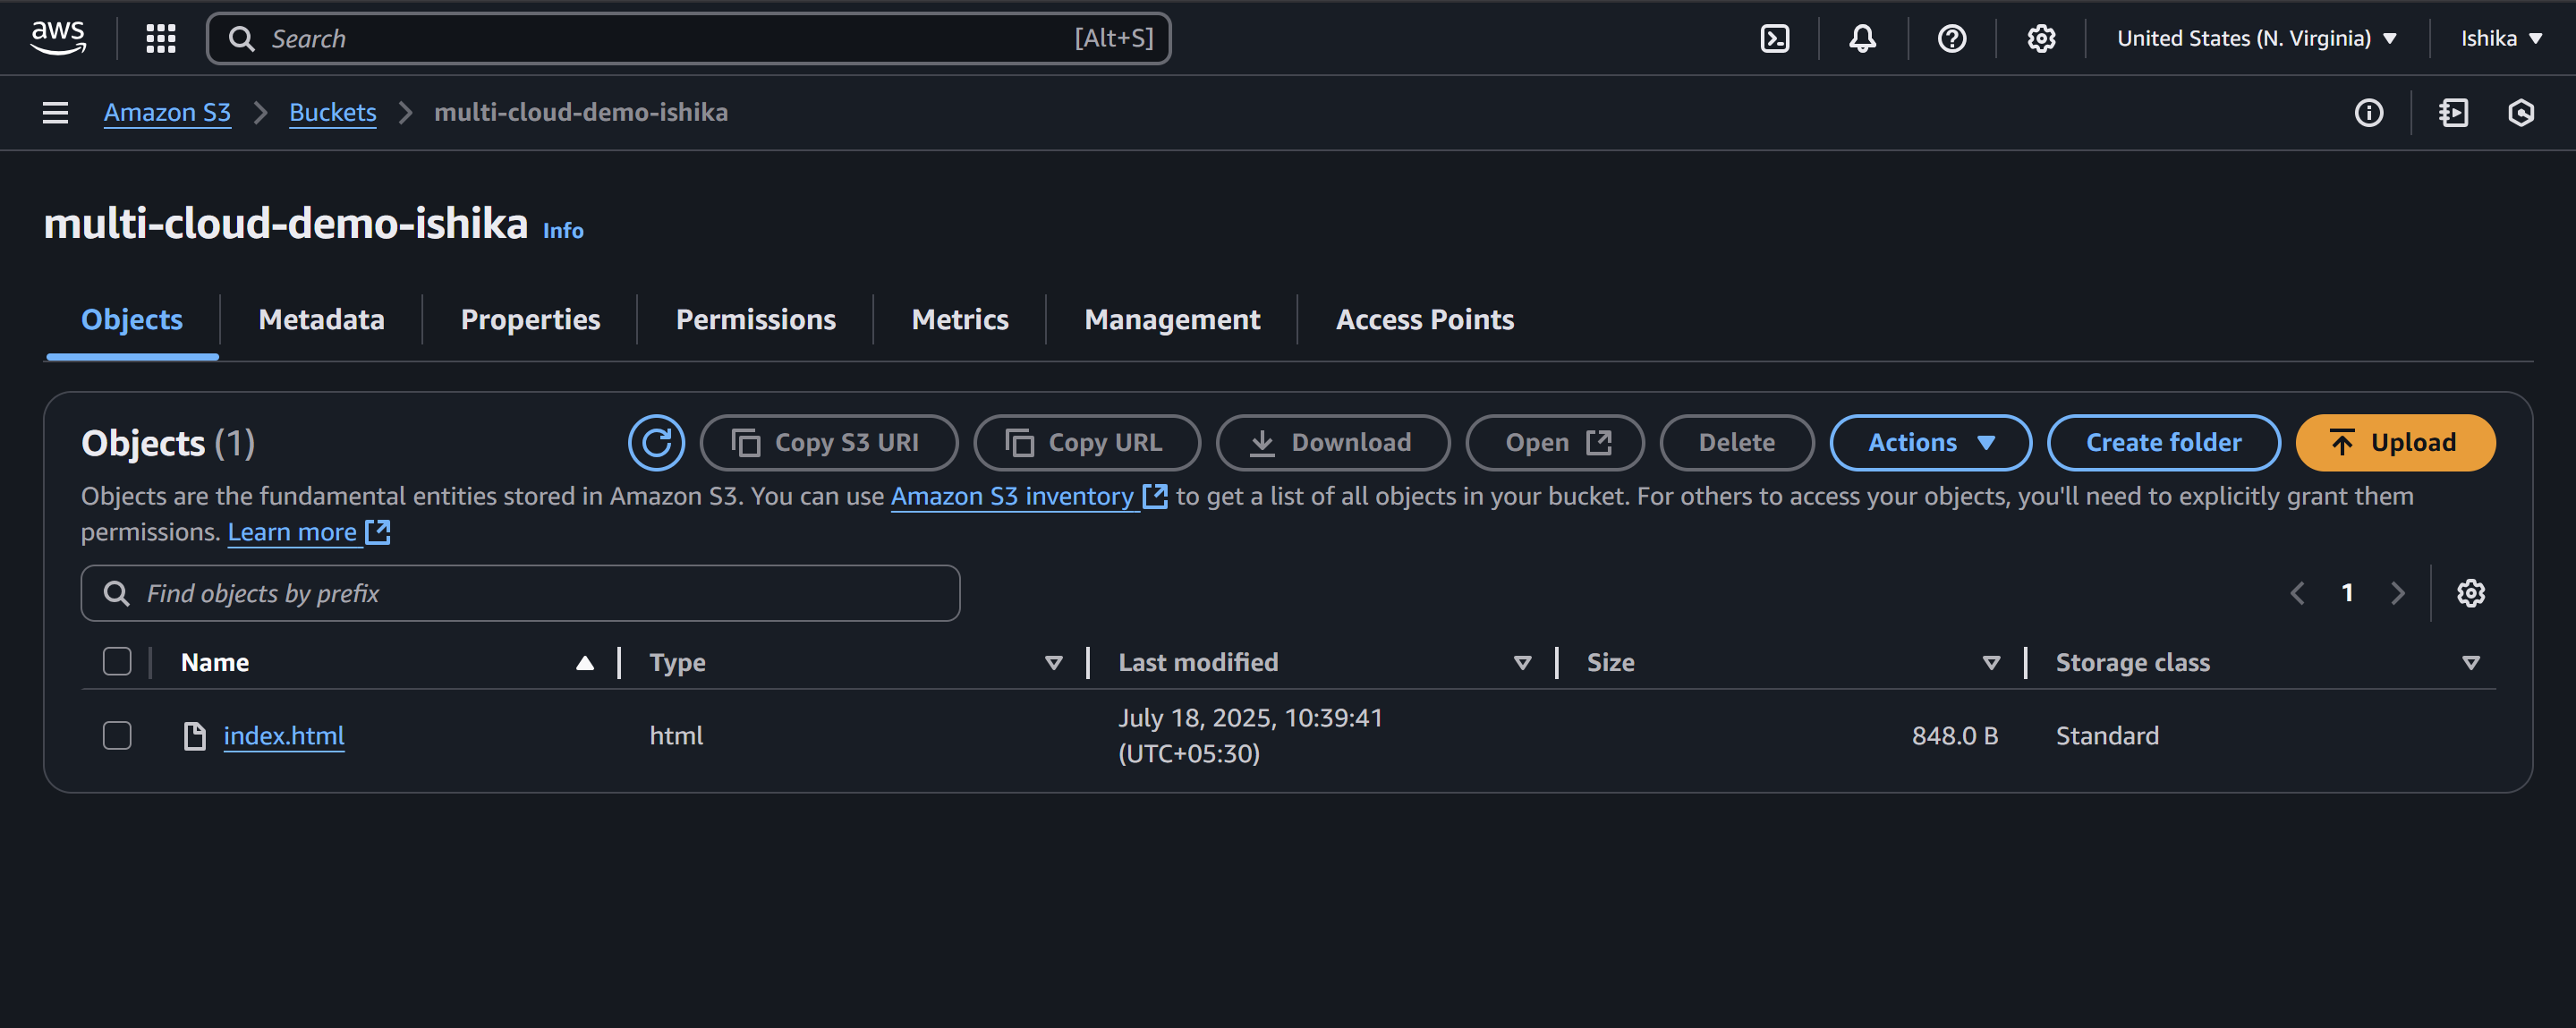 aws
Search [Alt+S]
United States (N. Virginia)
Ishika
Amazon S3
Buckets
multi-cloud-demo-ishika
multi-cloud-demo-ishika Info
Objects
Metadata
Properties
Permissions
Metrics
Management
Access Points
Objects (1)
Copy S3 URI
Copy URL
Download
Open
Delete
Actions
Create folder
Upload
Objects are the fundamental entities stored in Amazon S3. You can use Amazon S3 inventory to get a list of all objects in your bucket. For others to access your objects, you'll need to explicitly grant them
permissions. Learn more
Find objects by prefix
1
Name
Type
Last modified
Size
Storage class
index.html
html
July 18, 2025, 10:39:41
(UTC+05:30)
848.0 B
Standard